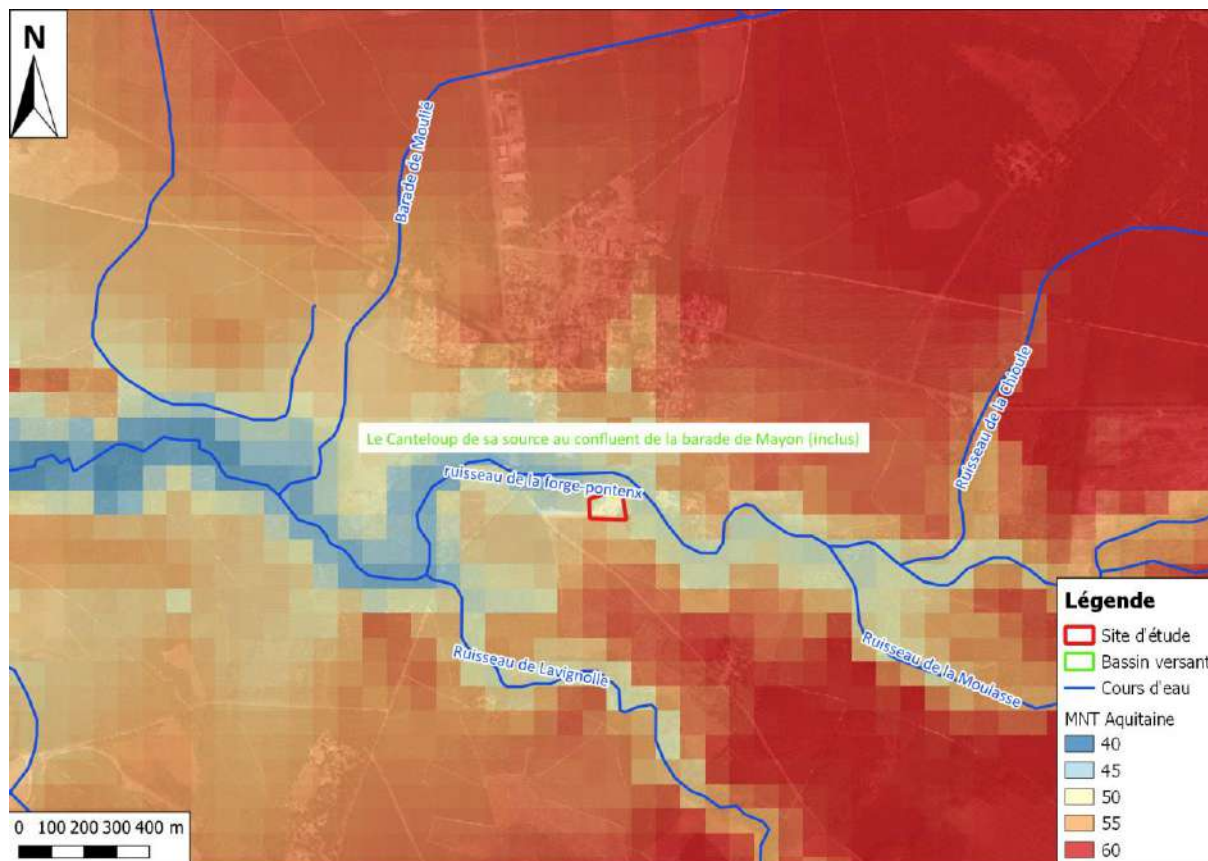 N
Barade de Moulié
Ruisseau de la Chioule
Le Canteloup de sa source au confluent de la barade de Mayon (inclus)
ruisseau de la forge-pontenx
Ruisseau de Lavignolle
Ruisseau de la Moulasse
Légende
Site d'étude
Bassin versant
Cours d'eau
MNT Aquitaine
40
45
50
55
60
0 100 200 300 400 m